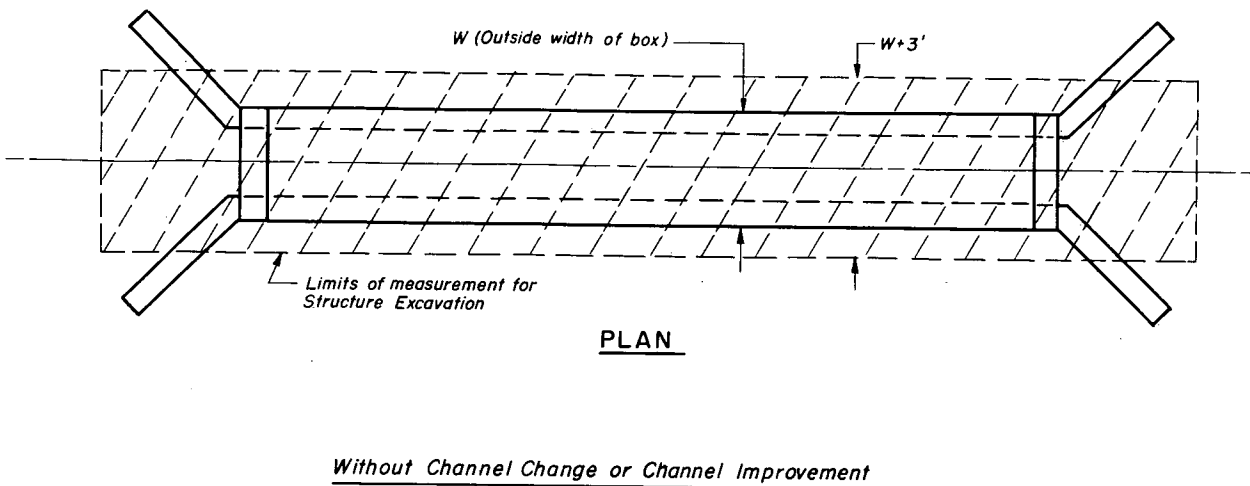 W (Outside width of box)
W+3'
Limits of measurement for
Structure Excavation
PLAN
Without Channel Change or Channel Improvement